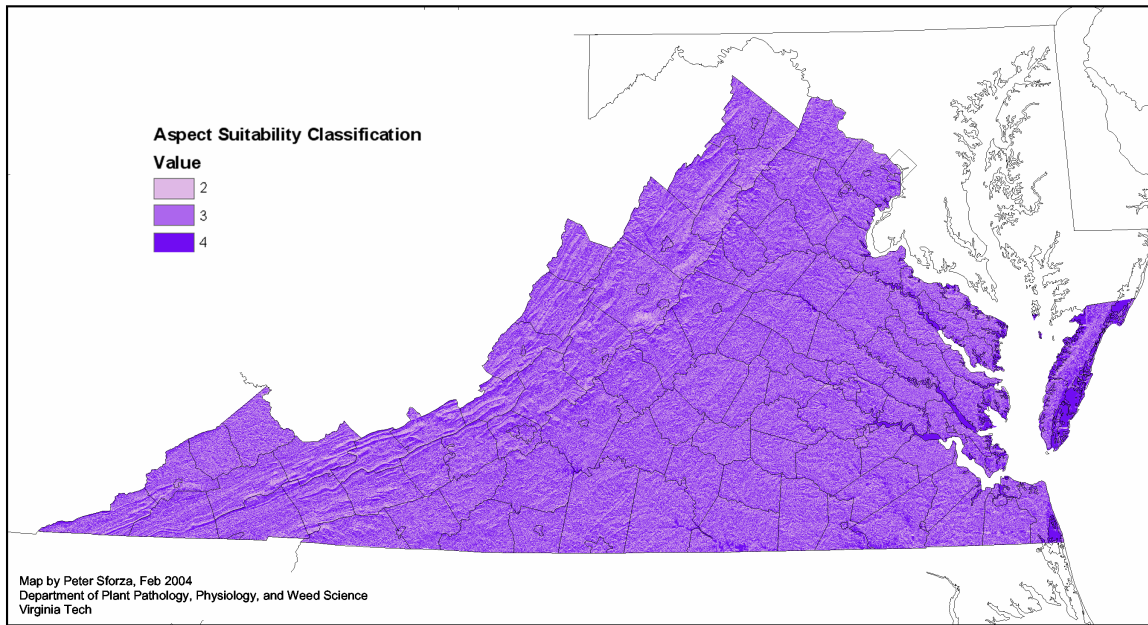 Aspect Suitability Classification
Value
2
3
4
Map by Peter Sforza, Feb 2004
Department of Plant Pathology, Physiology, and Weed Science
Virginia Tech